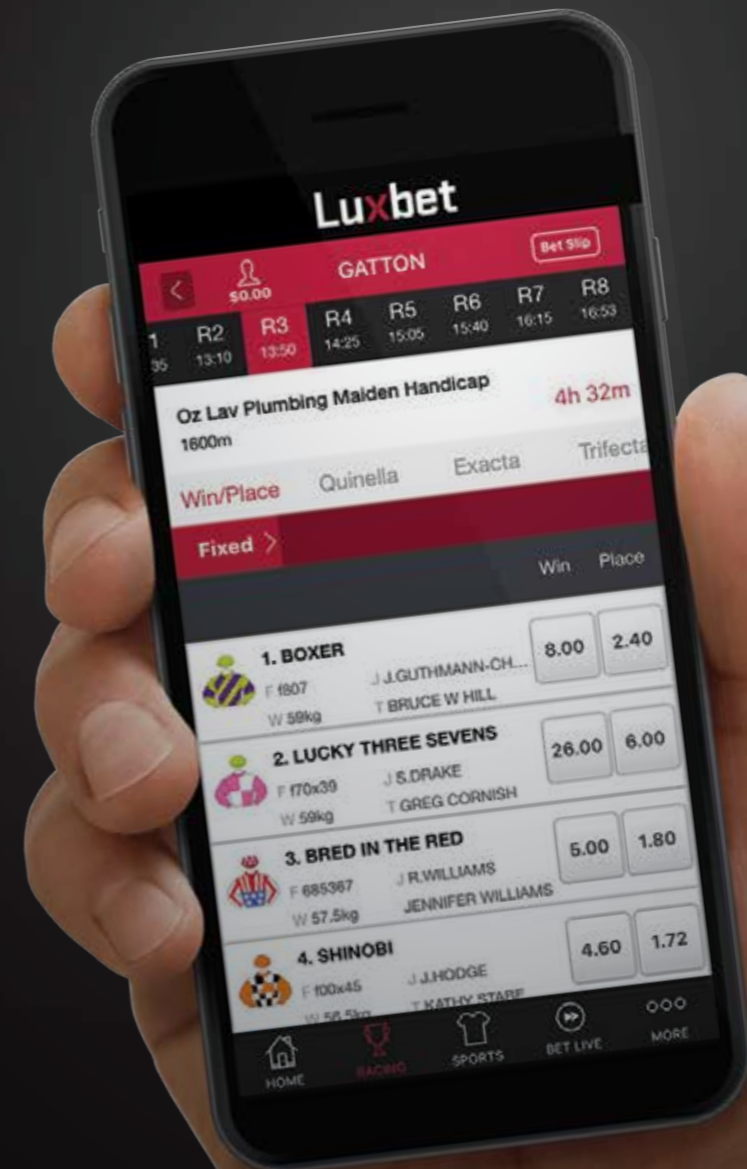 Luxbet
$0.00
GATTON
Bet Slip
1 R2 R3 R4 R5 R6 R7 R8
35 13:10 13:50 14:25 15:05 15:40 16:15 16:53
Oz Lav Plumbing Maiden Handicap
1600m
4h 32m
Win/Place Quinella Exacta Trifecta
Fixed >
Win Place
1. BOXER
F f807 J J.GUTHMANN-CH...
W 59kg T BRUCE W HILL
8.00 2.40
2. LUCKY THREE SEVENS
F f70x39 J S.DRAKE
W 59kg T GREG CORNISH
26.00 6.00
3. BRED IN THE RED
F 685367 J R.WILLIAMS
W 57.5kg JENNIFER WILLIAMS
5.00 1.80
4. SHINOBI
F f00x45 J J.HODGE
W 56.5kg T KATHY
4.60 1.72
HOME RACING SPORTS BET LIVE MORE